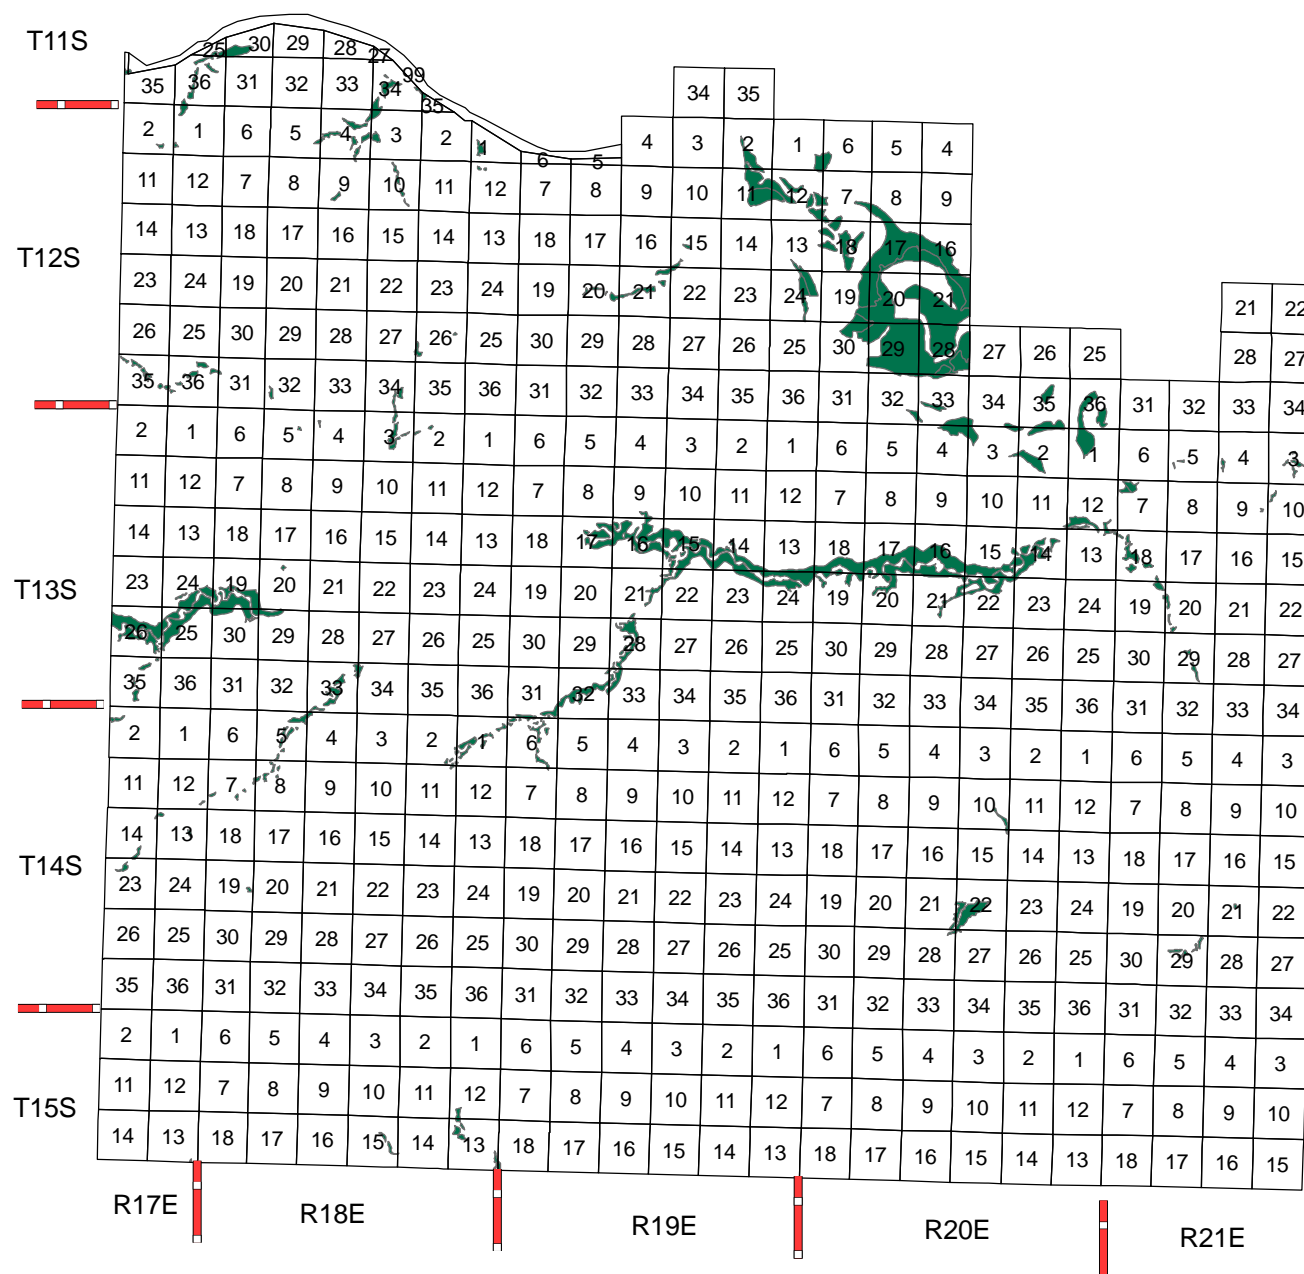 T11S
25 30 29 28 27
35 36 31 32 33 34 99 34 35
35
2 1 6 5 4 3 2 1 4 3 2 1 6 5 4
6 5
11 12 7 8 9 10 11 12 7 8 9 10 11 12 7 8 9
14 13 18 17 16 15 14 13 18 17 16 15 14 13 18 17 16
T12S
23 24 19 20 21 22 23 24 19 20 21 22 23 24 19 20 21 21 22
26 25 30 29 28 27 26 25 30 29 28 27 26 25 30 29 28 27 26 25 28 27
35 36 31 32 33 34 35 36 31 32 33 34 35 36 31 32 33 34 35 36 31 32 33 34
2 1 6 5 4 3 2 1 6 5 4 3 2 1 6 5 4 3 2 1 6 5 4 3
11 12 7 8 9 10 11 12 7 8 9 10 11 12 7 8 9 10 11 12 7 8 9 10
14 13 18 17 16 15 14 13 18 17 16 15 14 13 18 17 16 15 14 13 18 17 16 15
T13S
23 24 19 20 21 22 23 24 19 20 21 22 23 24 19 20 21 22 23 24 19 20 21 22
26 25 30 29 28 27 26 25 30 29 28 27 26 25 30 29 28 27 26 25 30 29 28 27
35 36 31 32 33 34 35 36 31 32 33 34 35 36 31 32 33 34 35 36 31 32 33 34
2 1 6 5 4 3 2 1 6 5 4 3 2 1 6 5 4 3 2 1 6 5 4 3
11 12 7 8 9 10 11 12 7 8 9 10 11 12 7 8 9 10 11 12 7 8 9 10
14 13 18 17 16 15 14 13 18 17 16 15 14 13 18 17 16 15 14 13 18 17 16 15
T14S
23 24 19 20 21 22 23 24 19 20 21 22 23 24 19 20 21 22 23 24 19 20 21 22
26 25 30 29 28 27 26 25 30 29 28 27 26 25 30 29 28 27 26 25 30 29 28 27
35 36 31 32 33 34 35 36 31 32 33 34 35 36 31 32 33 34 35 36 31 32 33 34
2 1 6 5 4 3 2 1 6 5 4 3 2 1 6 5 4 3 2 1 6 5 4 3
11 12 7 8 9 10 11 12 7 8 9 10 11 12 7 8 9 10 11 12 7 8 9 10
T15S
14 13 18 17 16 15 14 13 18 17 16 15 14 13 18 17 16 15 14 13 18 17 16 15
R17E R18E R19E R20E R21E